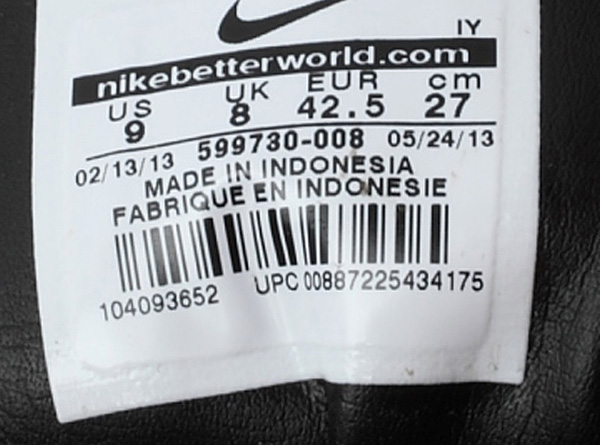 IY
nikebetterworld.com
US UK EUR cm
9 8 42.5 27
02/13/13 599730-008 05/24/13
MADE IN INDONESIA
FABRIQUE EN INDONESIE
104093652 UPC 00887225434175